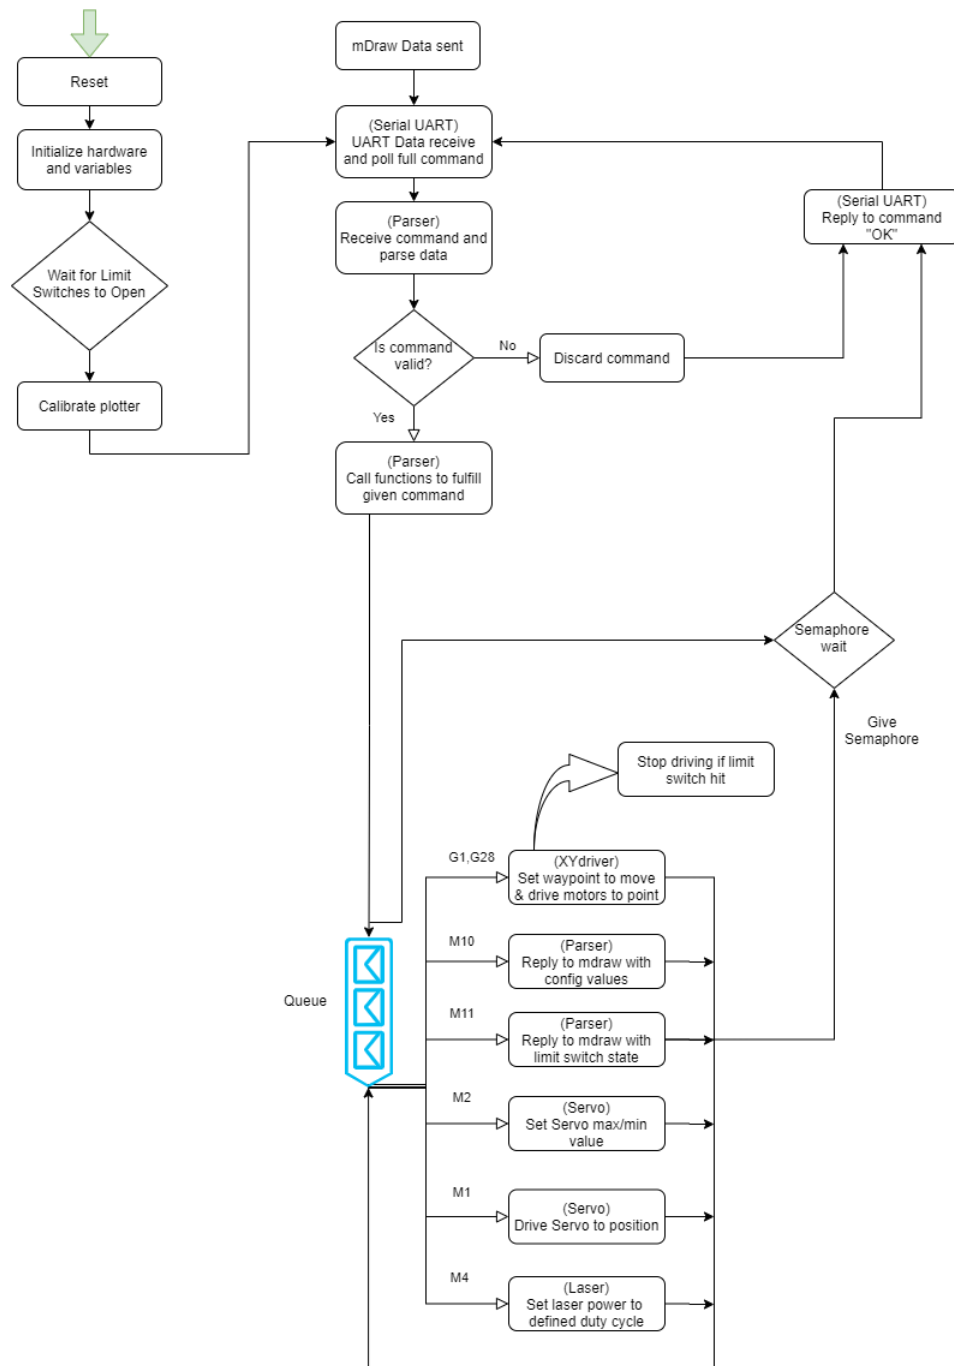 Reset
Initialize hardware
and variables
Wait for Limit
Switches to Open
Calibrate plotter
mDraw Data sent
(Serial UART)
UART Data receive
and poll full command
(Parser)
Receive command and
parse data
Is command
valid?
No
Discard command
Yes
(Parser)
Call functions to fulfill
given command
(Serial UART)
Reply to command
"OK"
Semaphore
wait
Give
Semaphore
Stop driving if limit
switch hit
G1,G28
(XYdriver)
Set waypoint to move
& drive motors to point
M10
(Parser)
Reply to mdraw with
config values
Queue
M11
(Parser)
Reply to mdraw with
limit switch state
M2
(Servo)
Set Servo max/min
value
M1
(Servo)
Drive Servo to position
M4
(Laser)
Set laser power to
defined duty cycle